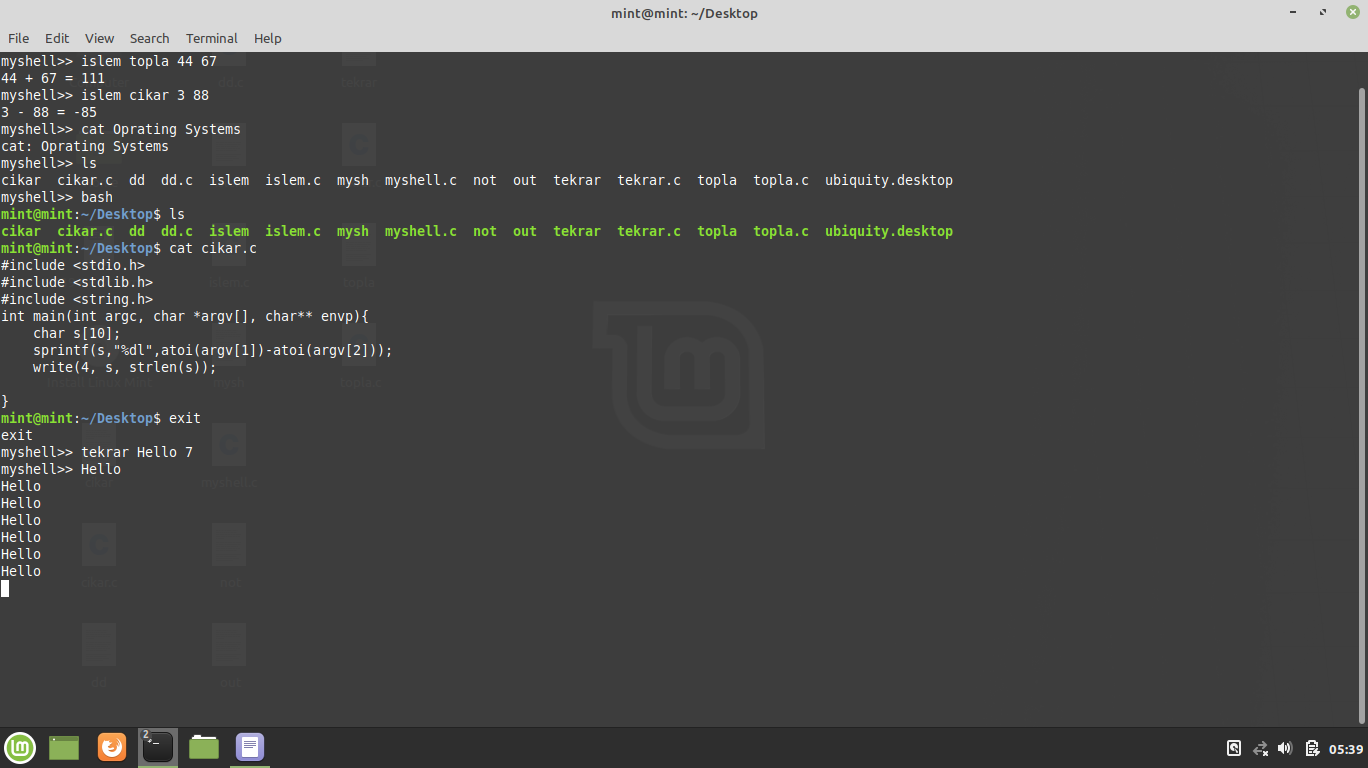 mint@mint: ~/Desktop
File Edit View Search Terminal Help
myshell>> islem topla 44 67
44 + 67 = 111
myshell>> islem cikar 3 88
3 - 88 = -85
myshell>> cat Oprating Systems
cat: Oprating Systems
myshell>> ls
cikar  cikar.c  dd  dd.c  islem  islem.c  mysh  myshell.c  not  out  tekrar  tekrar.c  topla  topla.c  ubiquity.desktop
myshell>> bash
mint@mint:~/Desktop$ ls
cikar  cikar.c  dd  dd.c  islem  islem.c  mysh  myshell.c  not  out  tekrar  tekrar.c  topla  topla.c  ubiquity.desktop
mint@mint:~/Desktop$ cat cikar.c
#include <stdio.h>
#include <stdlib.h>
#include <string.h>
int main(int argc, char *argv[], char** envp){
    char s[10];
    sprintf(s,"%dl",atoi(argv[1])-atoi(argv[2]));
    write(4, s, strlen(s));
}
mint@mint:~/Desktop$ exit
exit
myshell>> tekrar Hello 7
myshell>> Hello
Hello
Hello
Hello
Hello
Hello
Hello
2
05:39